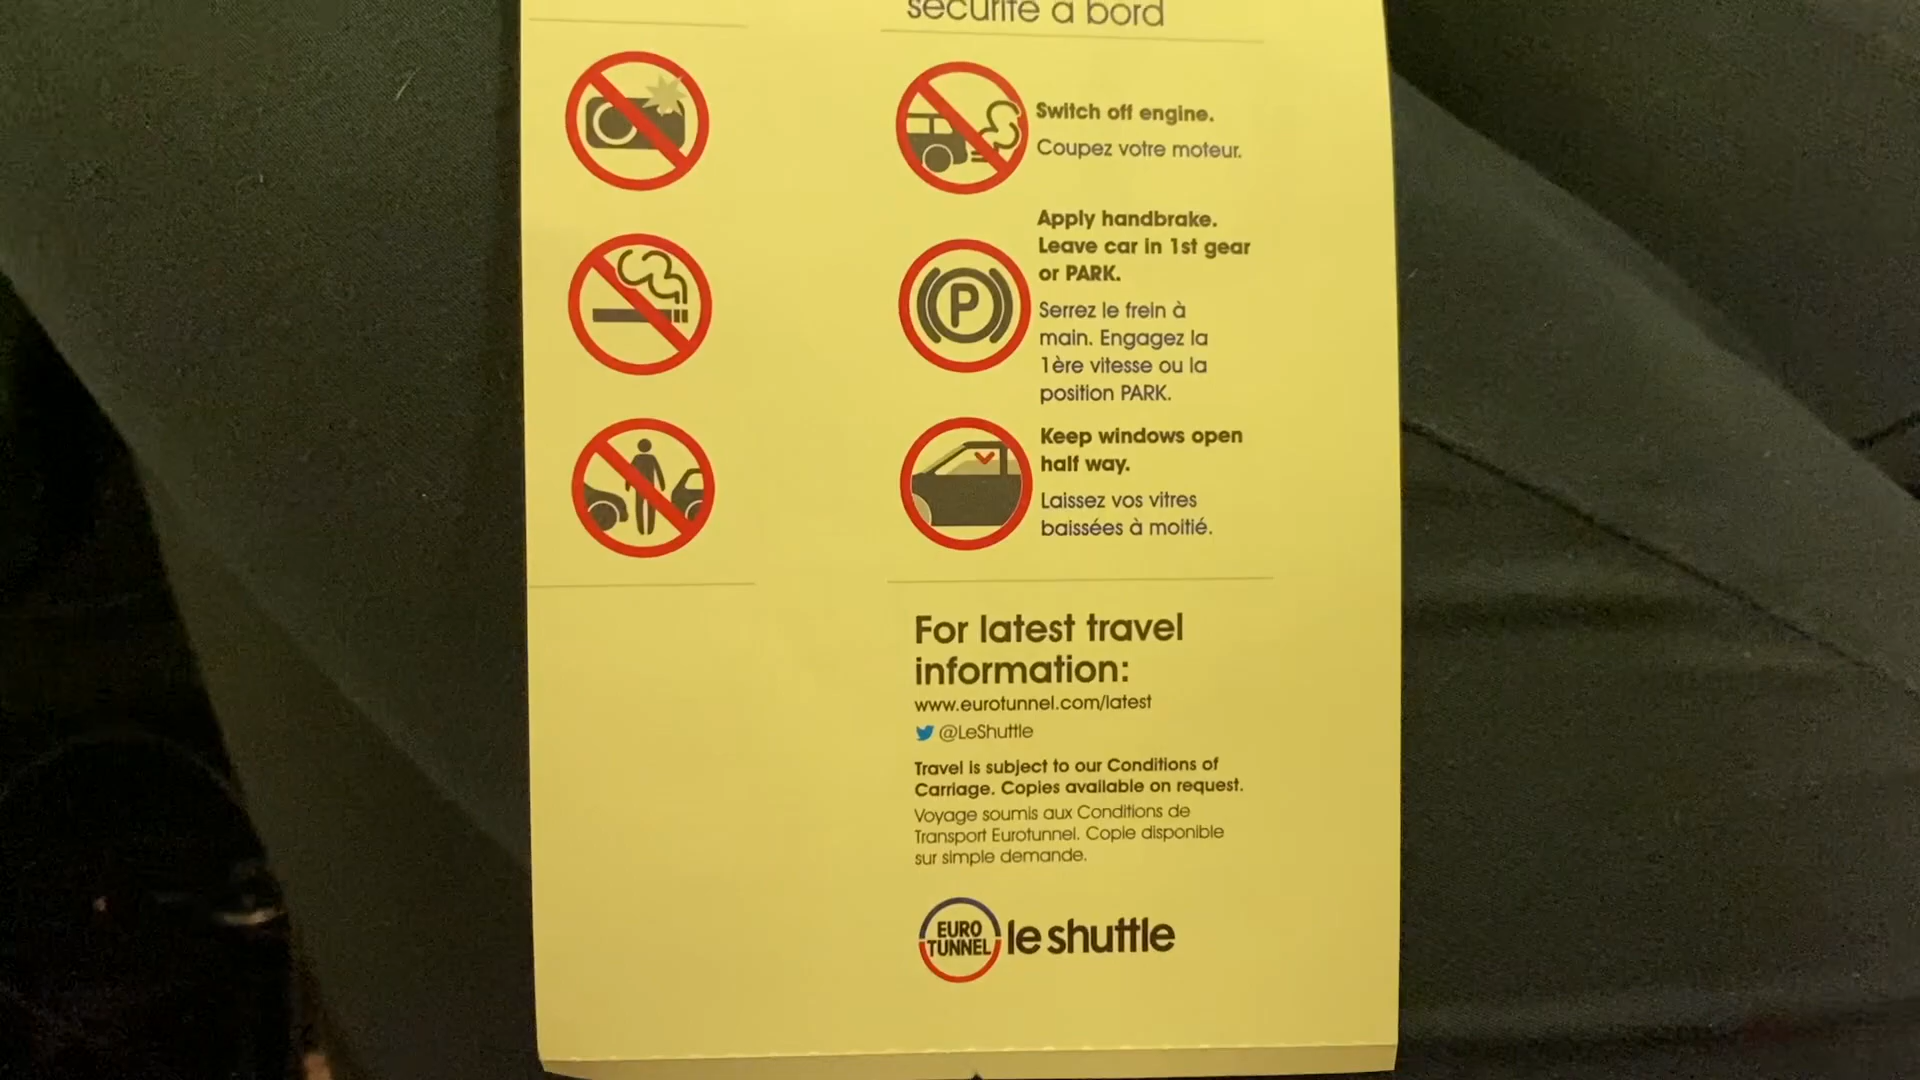 sécurité à bord
Switch off engine.
Coupez votre moteur.
Apply handbrake.
Leave car in 1st gear
or PARK.
P
Serrez le frein à
main. Engagez la
1ère vitesse ou la
position PARK.
Keep windows open
half way.
Laissez vos vitres
baissées à moitié.
For latest travel
information:
www.eurotunnel.com/latest
@LeShuttle
Travel is subject to our Conditions of
Carriage. Copies available on request.
Voyage soumis aux Conditions de
Transport Eurotunnel. Copie disponible
sur simple demande.
EURO
TUNNEL
le shuttle